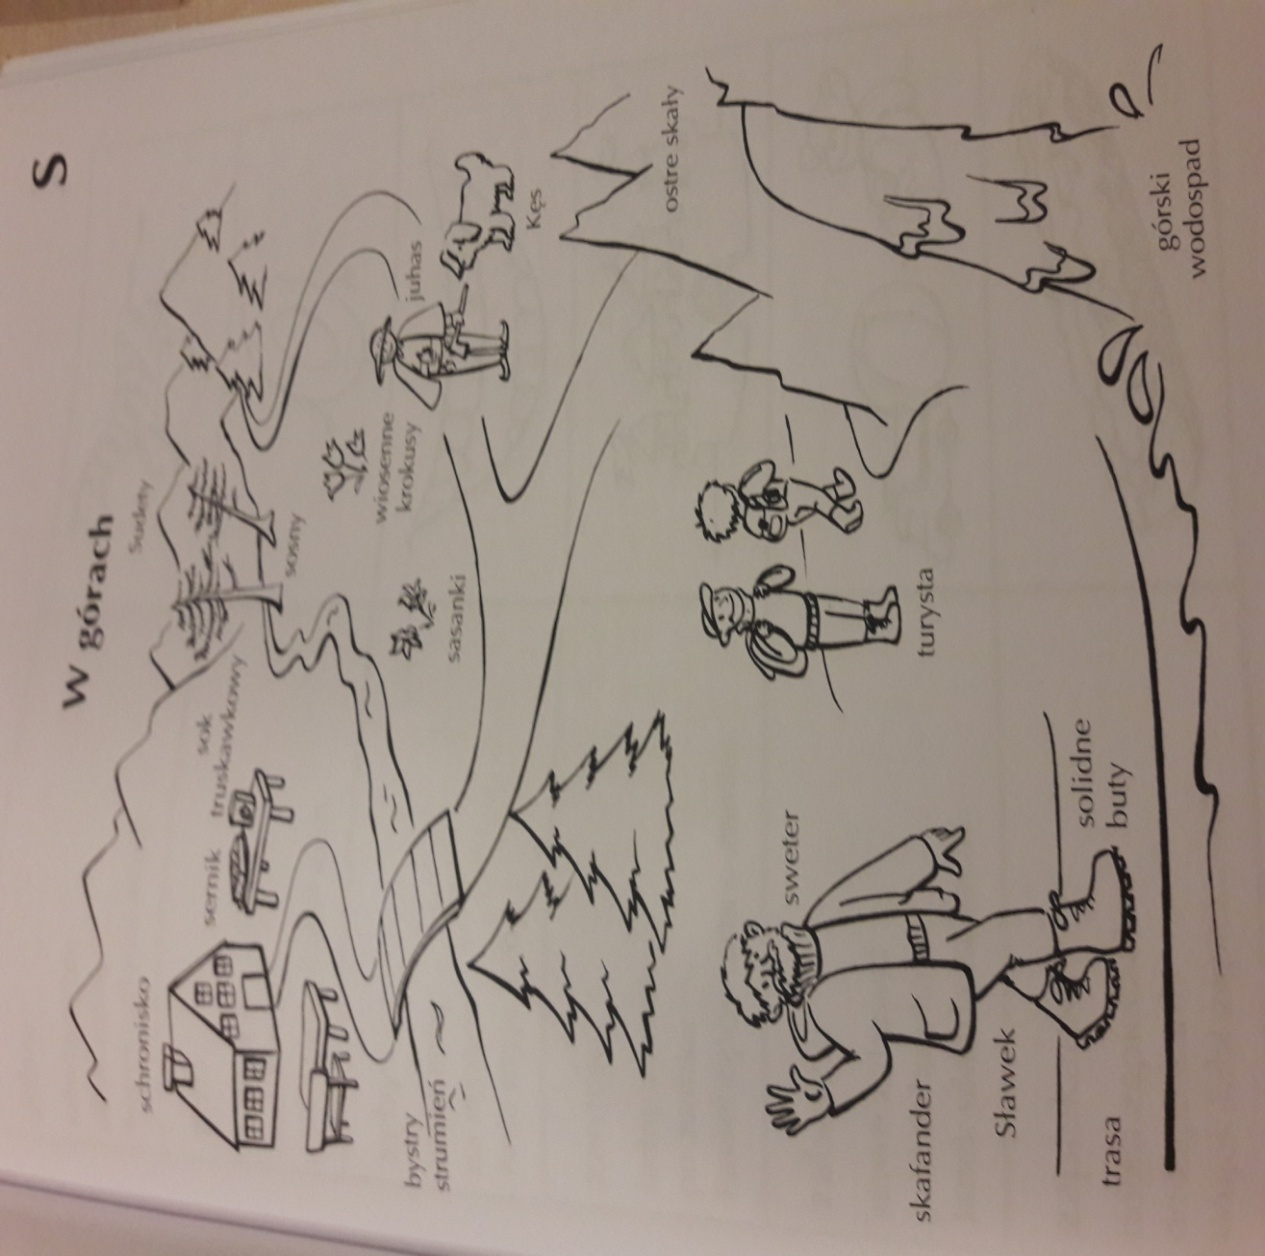 S
w górach
Sudety
schronisko
sernik
sok
truskawkowy
sosny
wiosenne
krokusy
juhas
Kęs
sasanki
bystry
strumień
ostre skały
turysta
sweter
skafander
Sławek
solidne
buty
trasa
górski
wodospad